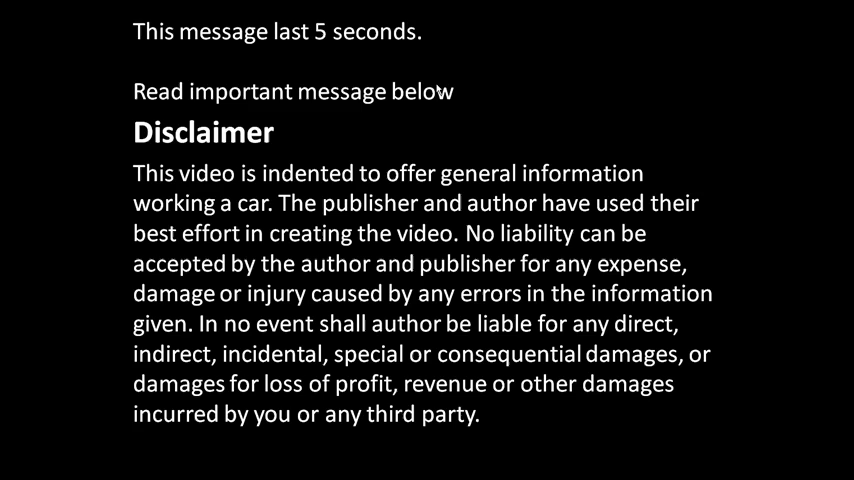 This message last 5 seconds.
Read important message below
Disclaimer
This video is indented to offer general information
working a car. The publisher and author have used their
best effort in creating the video. No liability can be
accepted by the author and publisher for any expense,
damage or injury caused by any errors in the information
given. In no event shall author be liable for any direct,
indirect, incidental, special or consequential damages, or
damages for loss of profit, revenue or other damages
incurred by you or any third party.